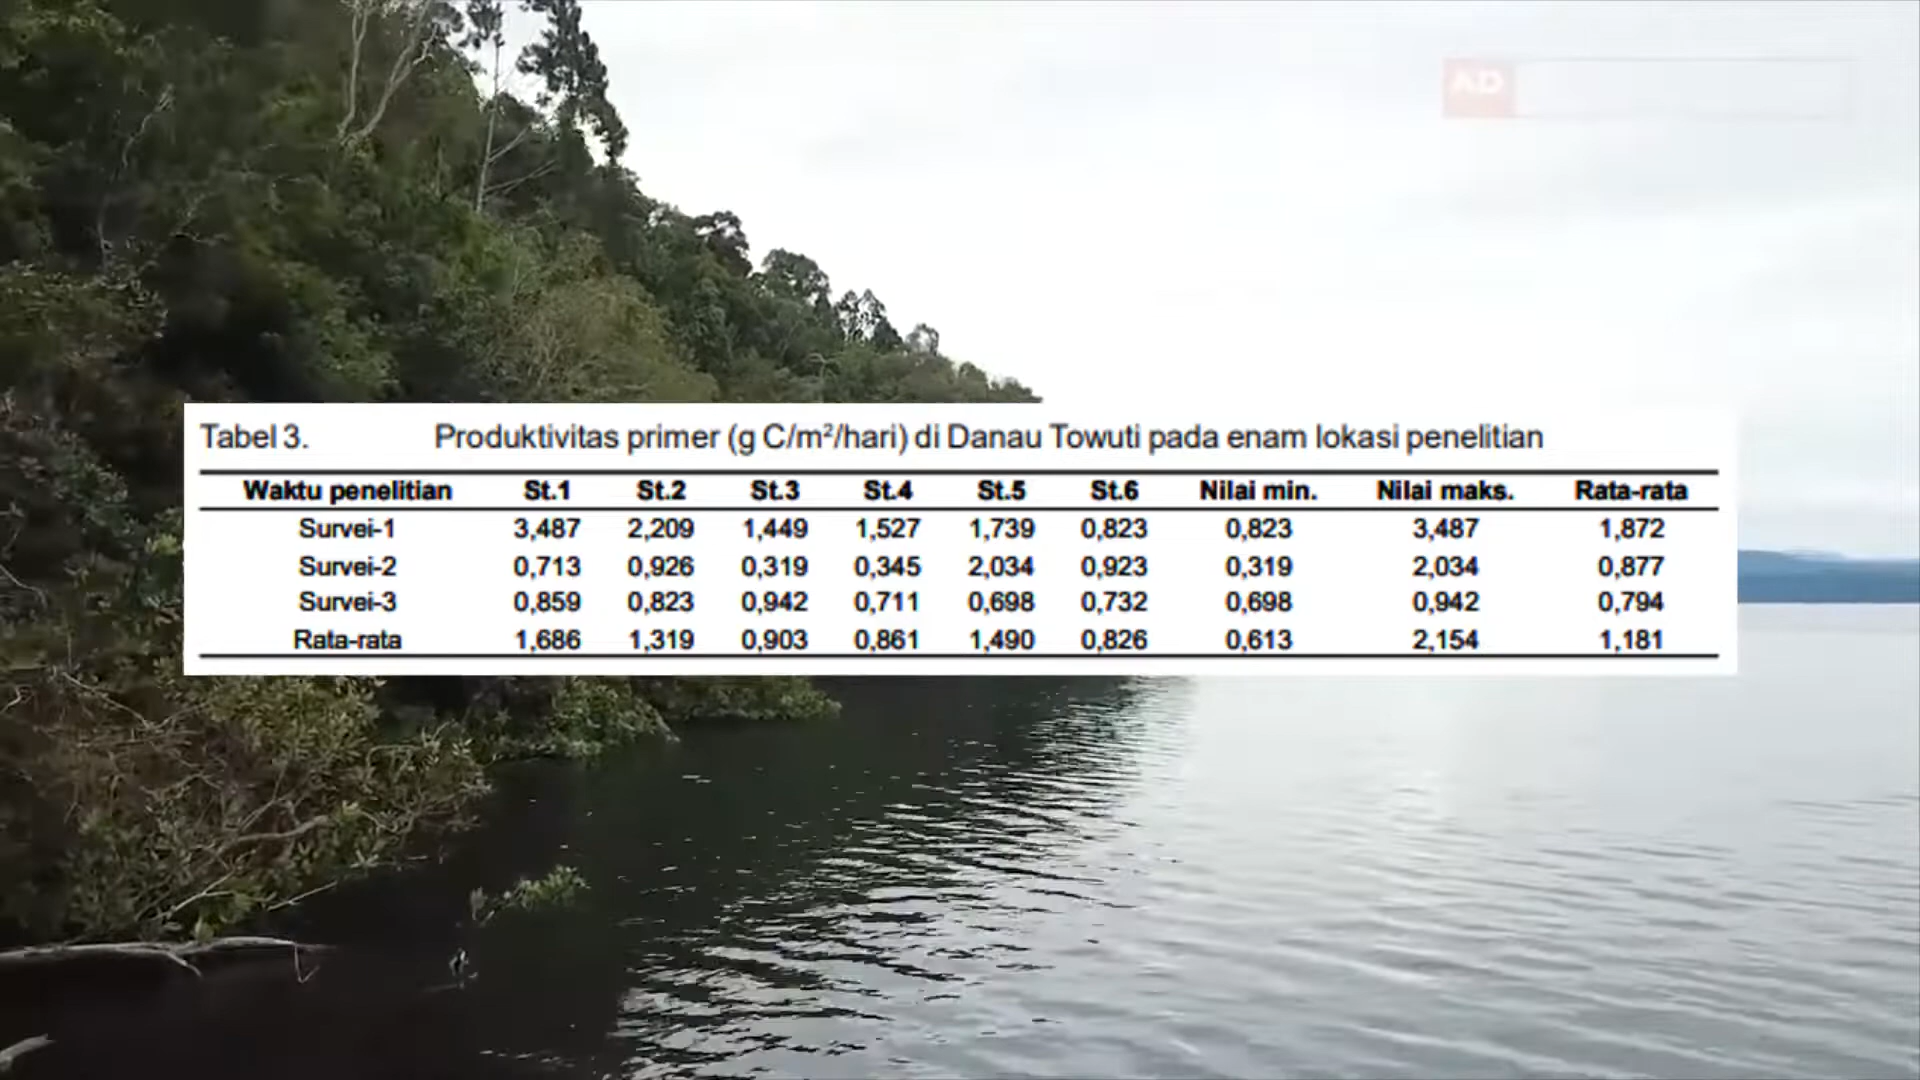 AD
Tabel 3. Produktivitas primer (g C/m²/hari) di Danau Towuti pada enam lokasi penelitian
Waktu penelitian St.1 St.2 St.3 St.4 St.5 St.6 Nilai min. Nilai maks. Rata-rata
Survei-1 3,487 2,209 1,449 1,527 1,739 0,823 0,823 3,487 1,872
Survei-2 0,713 0,926 0,319 0,345 2,034 0,923 0,319 2,034 0,877
Survei-3 0,859 0,823 0,942 0,711 0,698 0,732 0,698 0,942 0,794
Rata-rata 1,686 1,319 0,903 0,861 1,490 0,826 0,613 2,154 1,181